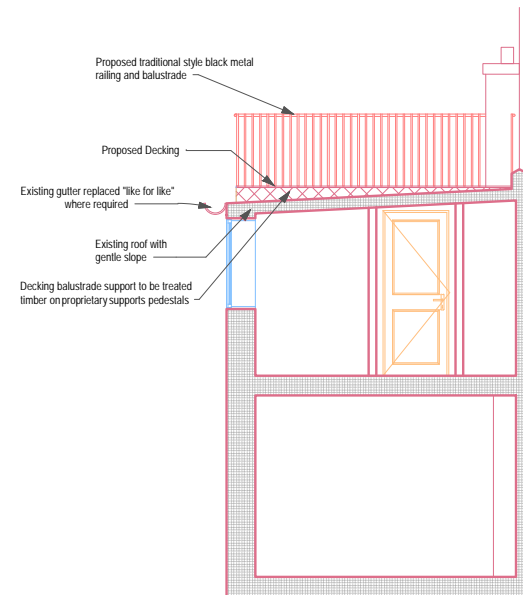 Proposed traditional style black metal
railing and balustrade
Proposed Decking
Existing gutter replaced "like for like"
where required
Existing roof with
gentle slope
Decking balustrade support to be treated
timber on proprietary supports pedestals